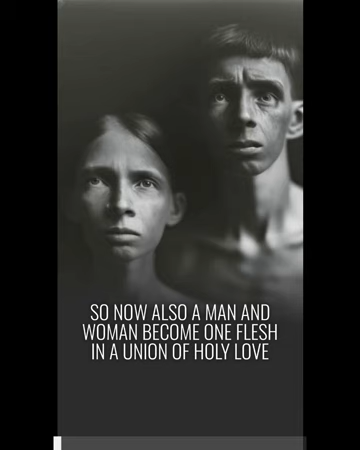 SO NOW ALSO A MAN AND
WOMAN BECOME ONE FLESH
IN A UNION OF HOLY LOVE